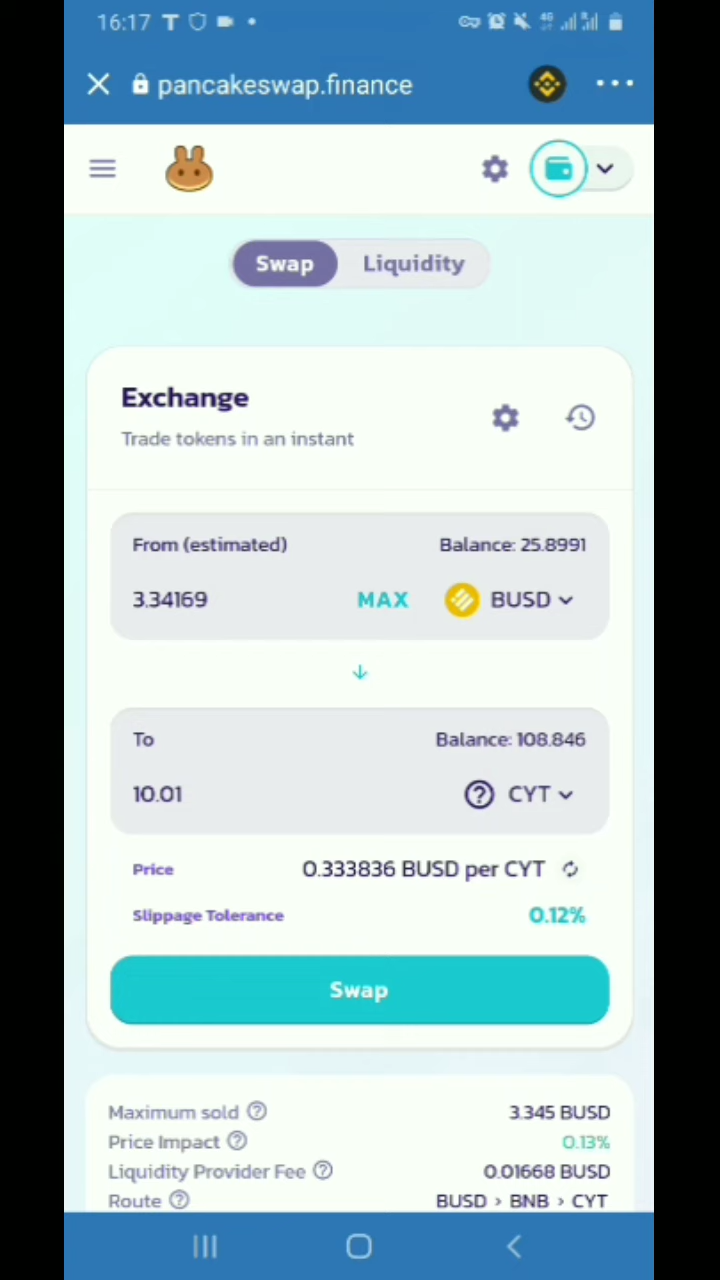 16:17
pancakeswap.finance
Swap Liquidity
Exchange
Trade tokens in an instant
From (estimated) Balance: 25.8991
3.34169 MAX BUSD
To Balance: 108.846
10.01 CYT
Price 0.333836 BUSD per CYT
Slippage Tolerance 0.12%
Swap
Maximum sold 3.345 BUSD
Price Impact 0.13%
Liquidity Provider Fee 0.01668 BUSD
Route BUSD > BNB > CYT